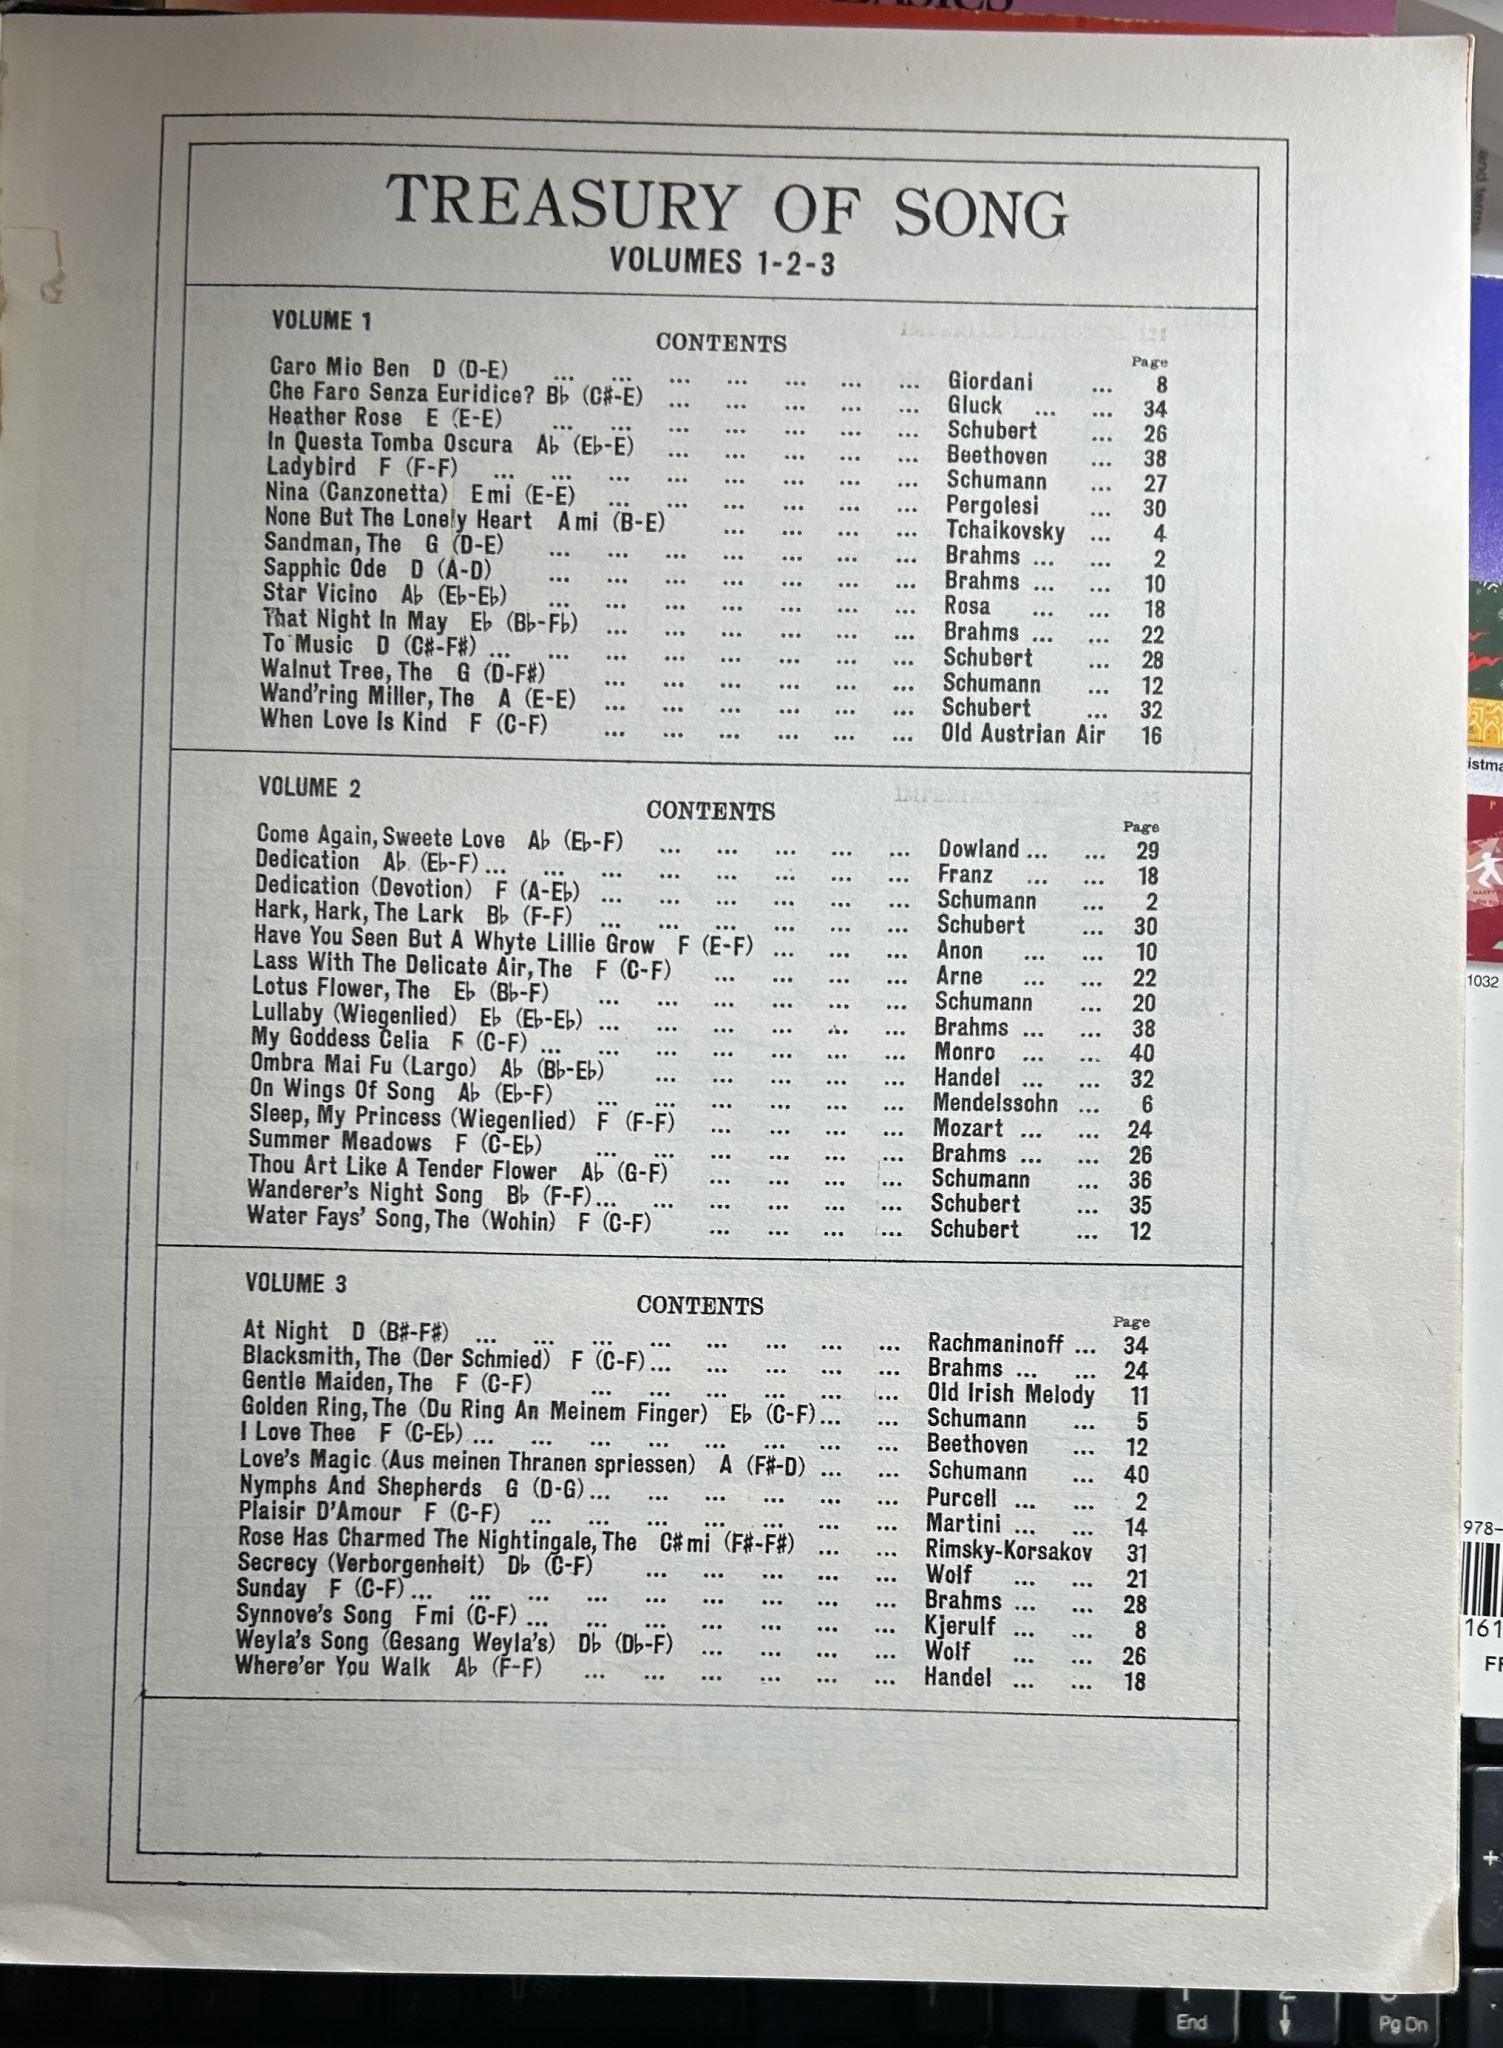 BASICS
TREASURY OF SONG
VOLUMES 1-2-3
VOLUME 1
CONTENTS
Page
Caro Mio Ben D (D-E) ... ... ... ... ... ... ... Giordani ... 8
Che Faro Senza Euridice? B♭ (C#-E) ... ... ... ... ... Gluck ... ... 34
Heather Rose E (E-E) ... ... ... ... ... ... ... Schubert ... 26
In Questa Tomba Oscura A♭ (E♭-E) ... ... ... ... ... Beethoven ... 38
Ladybird F (F-F) ... ... ... ... ... ... ... ... Schumann ... 27
Nina (Canzonetta) E mi (E-E) ... ... ... ... ... ... Pergolesi ... 30
None But The Lonely Heart A mi (B-E) ... ... ... ... Tchaikovsky ... 4
Sandman, The G (D-E) ... ... ... ... ... ... ... Brahms ... ... 2
Sapphic Ode D (A-D) ... ... ... ... ... ... ... Brahms ... ... 10
Star Vicino A♭ (E♭-E♭) ... ... ... ... ... ... ... Rosa ... ... 18
That Night In May E♭ (B♭-F♭) ... ... ... ... ... ... Brahms ... ... 22
To Music D (C#-F#) ... ... ... ... ... ... ... ... Schubert ... 28
Walnut Tree, The G (D-F#) ... ... ... ... ... ... Schumann ... 12
Wand'ring Miller, The A (E-E) ... ... ... ... ... ... Schubert ... 32
When Love Is Kind F (C-F) ... ... ... ... ... ... Old Austrian Air 16
VOLUME 2
CONTENTS
Page
Come Again, Sweete Love A♭ (E♭-F) ... ... ... ... ... Dowland ... ... 29
Dedication A♭ (E♭-F) ... ... ... ... ... ... ... ... Franz ... ... 18
Dedication (Devotion) F (A-E♭) ... ... ... ... ... ... Schumann ... 2
Hark, Hark, The Lark B♭ (F-F) ... ... ... ... ... ... Schubert ... 30
Have You Seen But A Whyte Lillie Grow F (E-F) ... ... ... Anon ... ... 10
Lass With The Delicate Air, The F (C-F) ... ... ... ... Arne ... ... 22
Lotus Flower, The E♭ (B♭-F) ... ... ... ... ... ... Schumann ... 20
Lullaby (Wiegenlied) E♭ (E♭-E♭) ... ... ... ... ... ... Brahms ... ... 38
My Goddess Celia F (C-F) ... ... ... ... ... ... ... Monro ... ... 40
Ombra Mai Fu (Largo) A♭ (B♭-E♭) ... ... ... ... ... Handel ... ... 32
On Wings Of Song A♭ (E♭-F) ... ... ... ... ... ... Mendelssohn ... 6
Sleep, My Princess (Wiegenlied) F (F-F) ... ... ... ... Mozart ... ... 24
Summer Meadows F (C-E♭) ... ... ... ... ... ... Brahms ... ... 26
Thou Art Like A Tender Flower A♭ (G-F) ... ... ... ... Schumann ... 36
Wanderer's Night Song B♭ (F-F) ... ... ... ... ... ... Schubert ... 35
Water Fays' Song, The (Wohin) F (C-F) ... ... ... ... Schubert ... 12
VOLUME 3
CONTENTS
Page
At Night D (B#-F#) ... ... ... ... ... ... ... ... Rachmaninoff ... 34
Blacksmith, The (Der Schmied) F (C-F) ... ... ... ... ... Brahms ... ... 24
Gentle Maiden, The F (C-F) ... ... ... ... ... ... Old Irish Melody 11
Golden Ring, The (Du Ring An Meinem Finger) E♭ (C-F) ... ... Schumann ... 5
I Love Thee F (C-E♭) ... ... ... ... ... ... ... ... Beethoven ... 12
Love's Magic (Aus meinen Thranen spriessen) A (F#-D) ... ... Schumann ... 40
Nymphs And Shepherds G (D-G) ... ... ... ... ... ... Purcell ... ... 2
Plaisir D'Amour F (C-F) ... ... ... ... ... ... ... Martini ... ... 14
Rose Has Charmed The Nightingale, The C# mi (F#-F#) ... ... Rimsky-Korsakov 31
Secrecy (Verborgenheit) D♭ (C-F) ... ... ... ... ... Wolf ... ... 21
Sunday F (C-F) ... ... ... ... ... ... ... ... ... Brahms ... ... 28
Synnove's Song F mi (C-F) ... ... ... ... ... ... ... Kjerulf ... ... 8
Weyla's Song (Gesang Weyla's) D♭ (D♭-F) ... ... ... ... Wolf ... ... 26
Where'er You Walk A♭ (F-F) ... ... ... ... ... ... Handel ... ... 18
and terms
istma
1032
978-
161
FF
+
1
End
2
Pg Dn